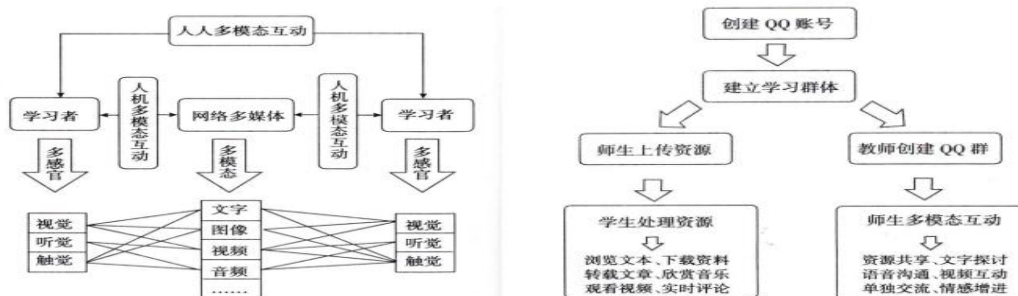 人人多模态互动
学习者
人机多模态互动
网络多媒体
人机多模态互动
学习者
多感官
多模态
多感官
视觉
听觉
触觉
文字
图像
视频
音频
……
视觉
听觉
触觉
创建 QQ 账号
建立学习群体
师生上传资源
教师创建 QQ 群
学生处理资源
浏览文本、下载资料
转载文章、欣赏音乐
观看视频、实时评论
师生多模态互动
资源共享、文字探讨
语音沟通、视频互动
单独交流、情感增进